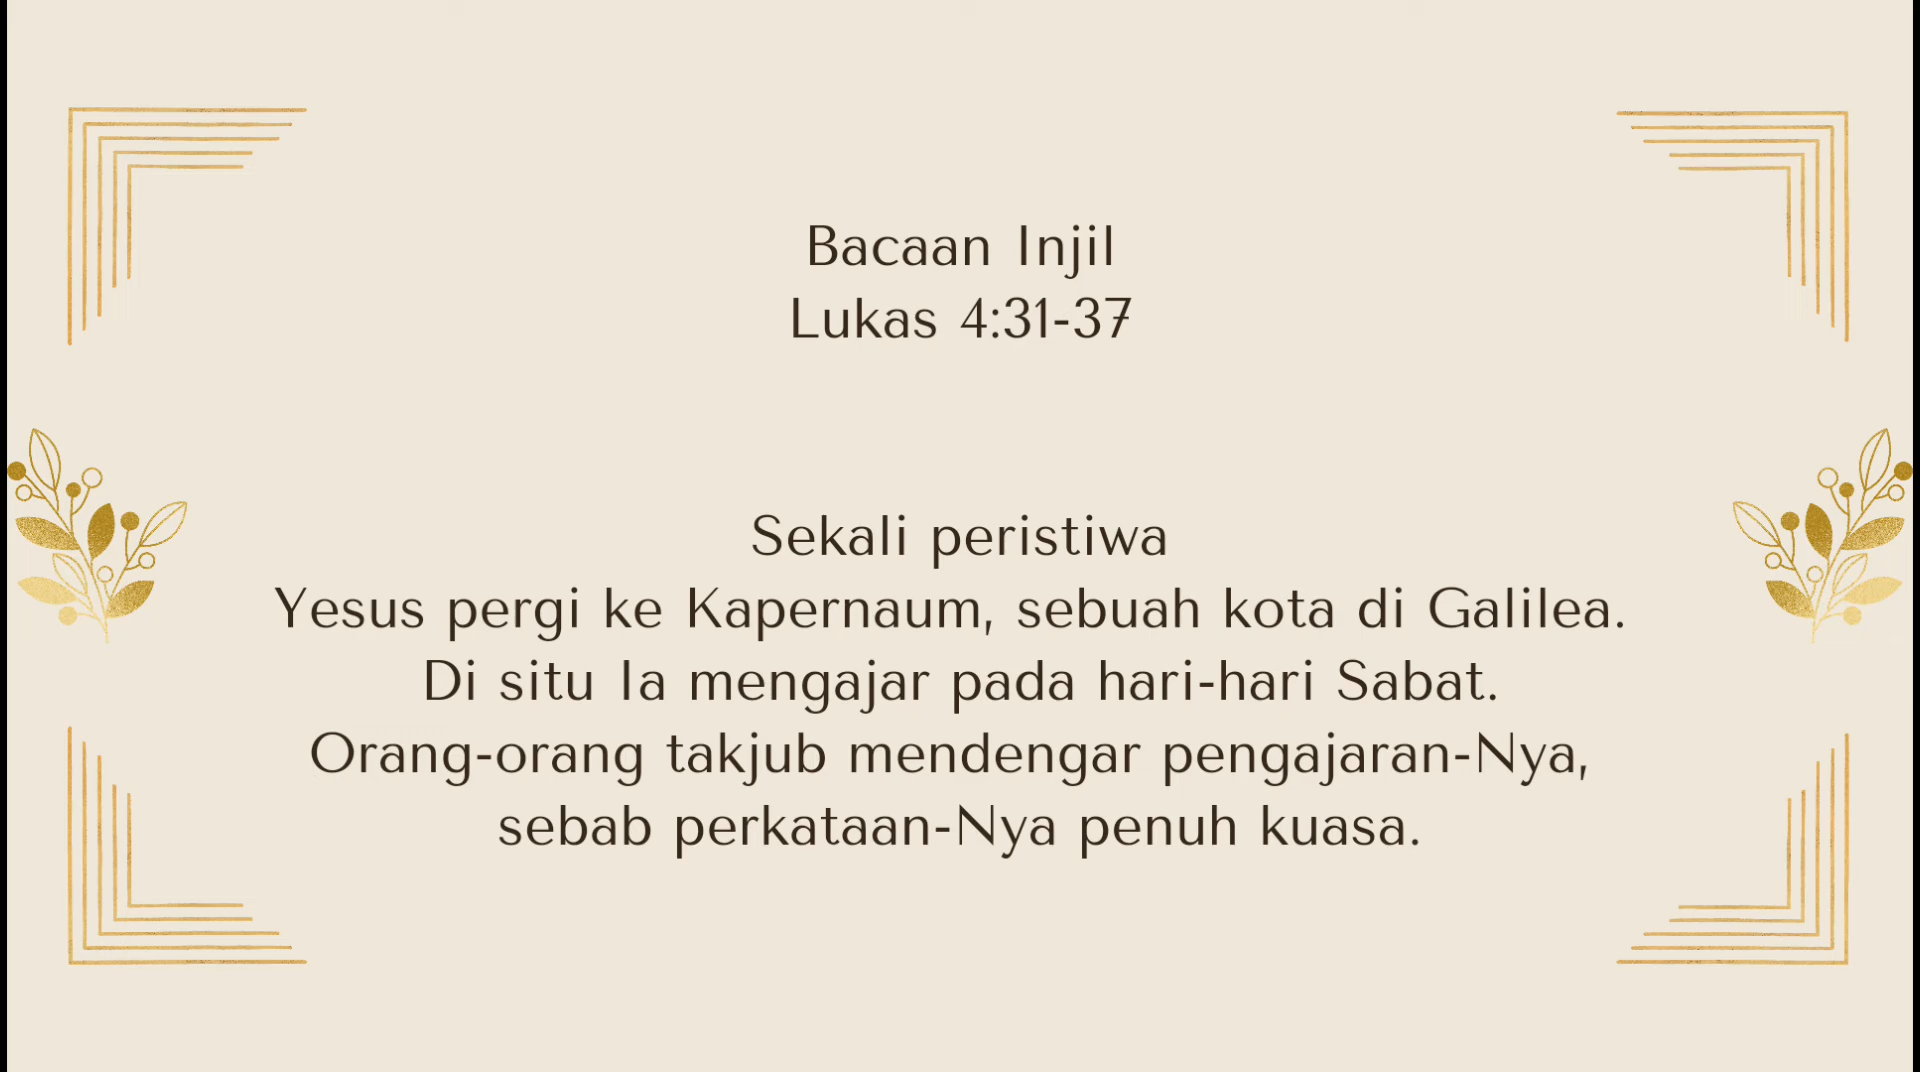 Bacaan Injil
Lukas 4:31-37
Sekali peristiwa
Yesus pergi ke Kapernaum, sebuah kota di Galilea.
Di situ Ia mengajar pada hari-hari Sabat.
Orang-orang takjub mendengar pengajaran-Nya,
sebab perkataan-Nya penuh kuasa.